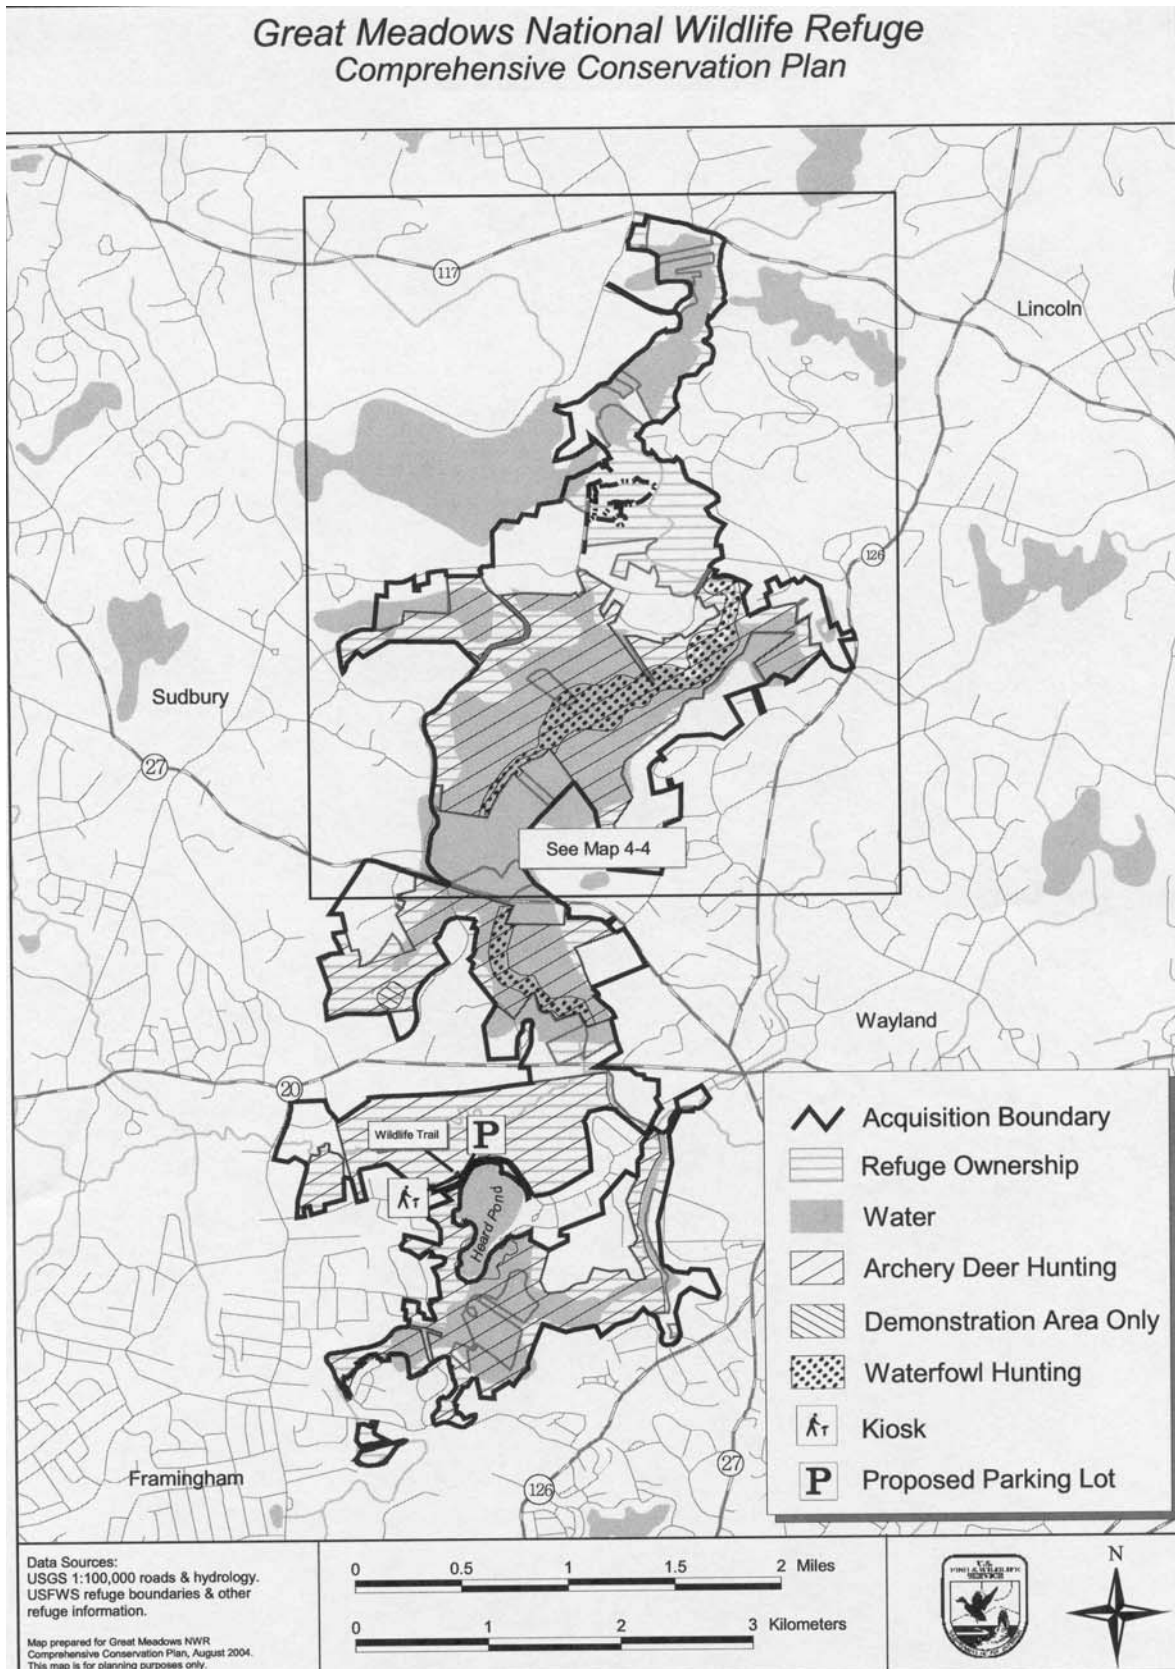 Great Meadows National Wildlife Refuge
Comprehensive Conservation Plan
117
Lincoln
126
Sudbury
27
See Map 4-4
Wayland
20
Wildlife Trail
P
Heard Pond
Framingham
126
27
Acquisition Boundary
Refuge Ownership
Water
Archery Deer Hunting
Demonstration Area Only
Waterfowl Hunting
Kiosk
P Proposed Parking Lot
Data Sources:
USGS 1:100,000 roads & hydrology.
USFWS refuge boundaries & other
refuge information.
Map prepared for Great Meadows NWR
Comprehensive Conservation Plan, August 2004.
This map is for planning purposes only.
0 0.5 1 1.5 2 Miles
0 1 2 3 Kilometers
U.S.
FISH & WILDLIFE
SERVICE
N